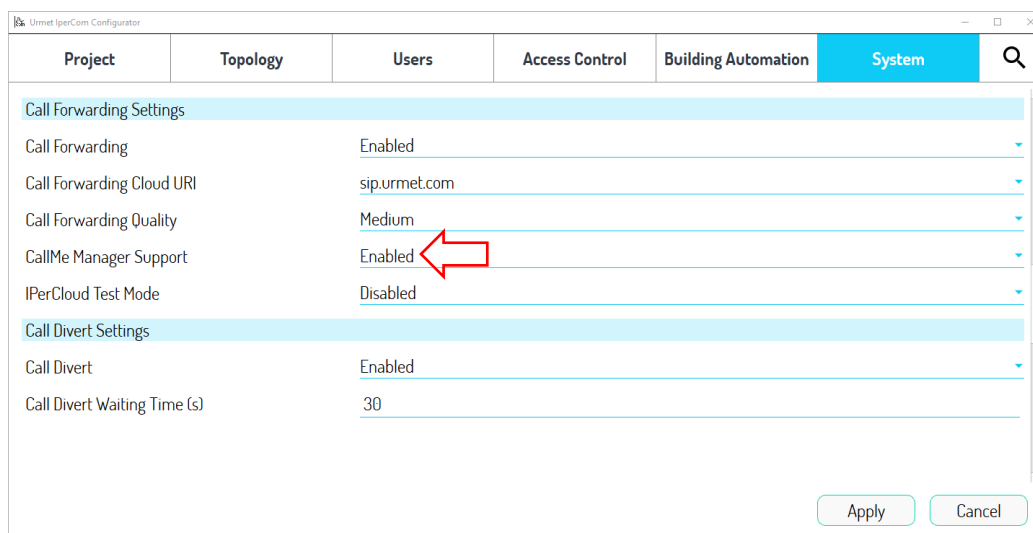 Urmet IperCom Configurator
Project Topology Users Access Control Building Automation System
Call Forwarding Settings
Call Forwarding Enabled
Call Forwarding Cloud URI sip.urmet.com
Call Forwarding Quality Medium
CallMe Manager Support Enabled
IPerCloud Test Mode Disabled
Call Divert Settings
Call Divert Enabled
Call Divert Waiting Time (s) 30
Apply Cancel